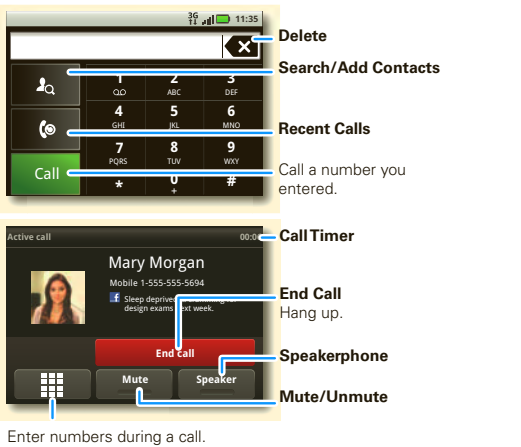 3G 11:35
Delete
Search/Add Contacts
1 2 3
ABC DEF
4 5 6
GHI JKL MNO
Recent Calls
7 8 9
PQRS TUV WXY
Call
* 0 #
+
Call a number you
entered.
Active call 00:0
Call Timer
Mary Morgan
Mobile 1-555-555-5694
Sleep deprived
design exams next week.
End Call
Hang up.
End call
Speakerphone
Mute Speaker
Mute/Unmute
Enter numbers during a call.